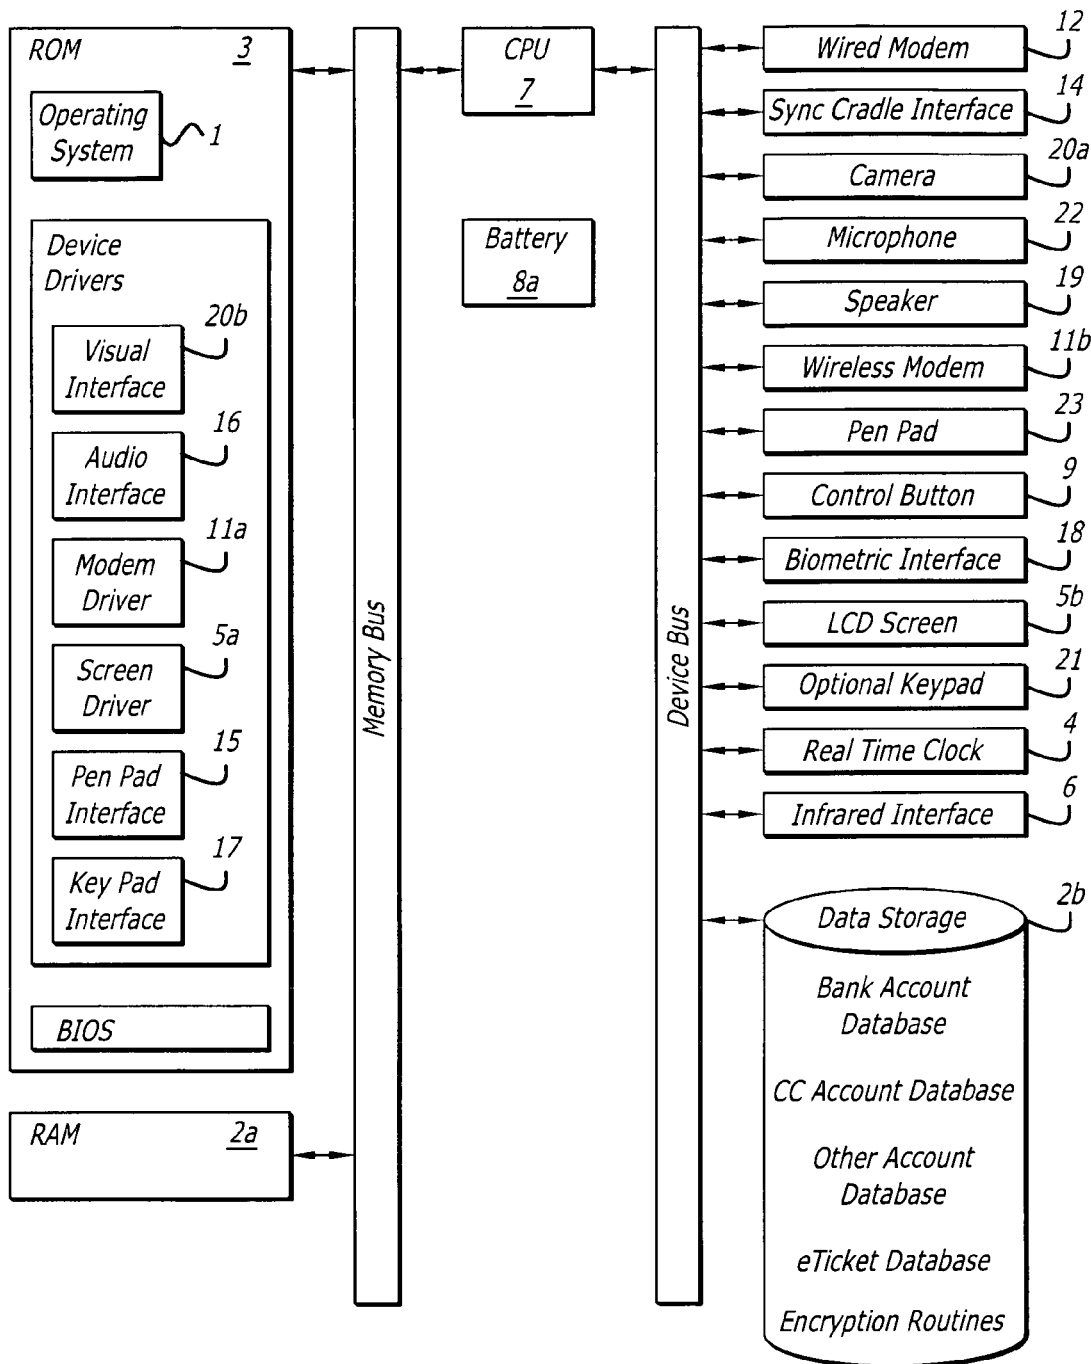 ROM 3
Operating
System
1
Device
Drivers
20b
Visual
Interface
16
Audio
Interface
11a
Modem
Driver
5a
Screen
Driver
15
Pen Pad
Interface
17
Key Pad
Interface
BIOS
RAM 2a
Memory Bus
CPU
7
Battery
8a
Device Bus
12
Wired Modem
14
Sync Cradle Interface
20a
Camera
22
Microphone
19
Speaker
11b
Wireless Modem
23
Pen Pad
9
Control Button
18
Biometric Interface
5b
LCD Screen
21
Optional Keypad
4
Real Time Clock
6
Infrared Interface
2b
Data Storage
Bank Account
Database
CC Account Database
Other Account
Database
eTicket Database
Encryption Routines